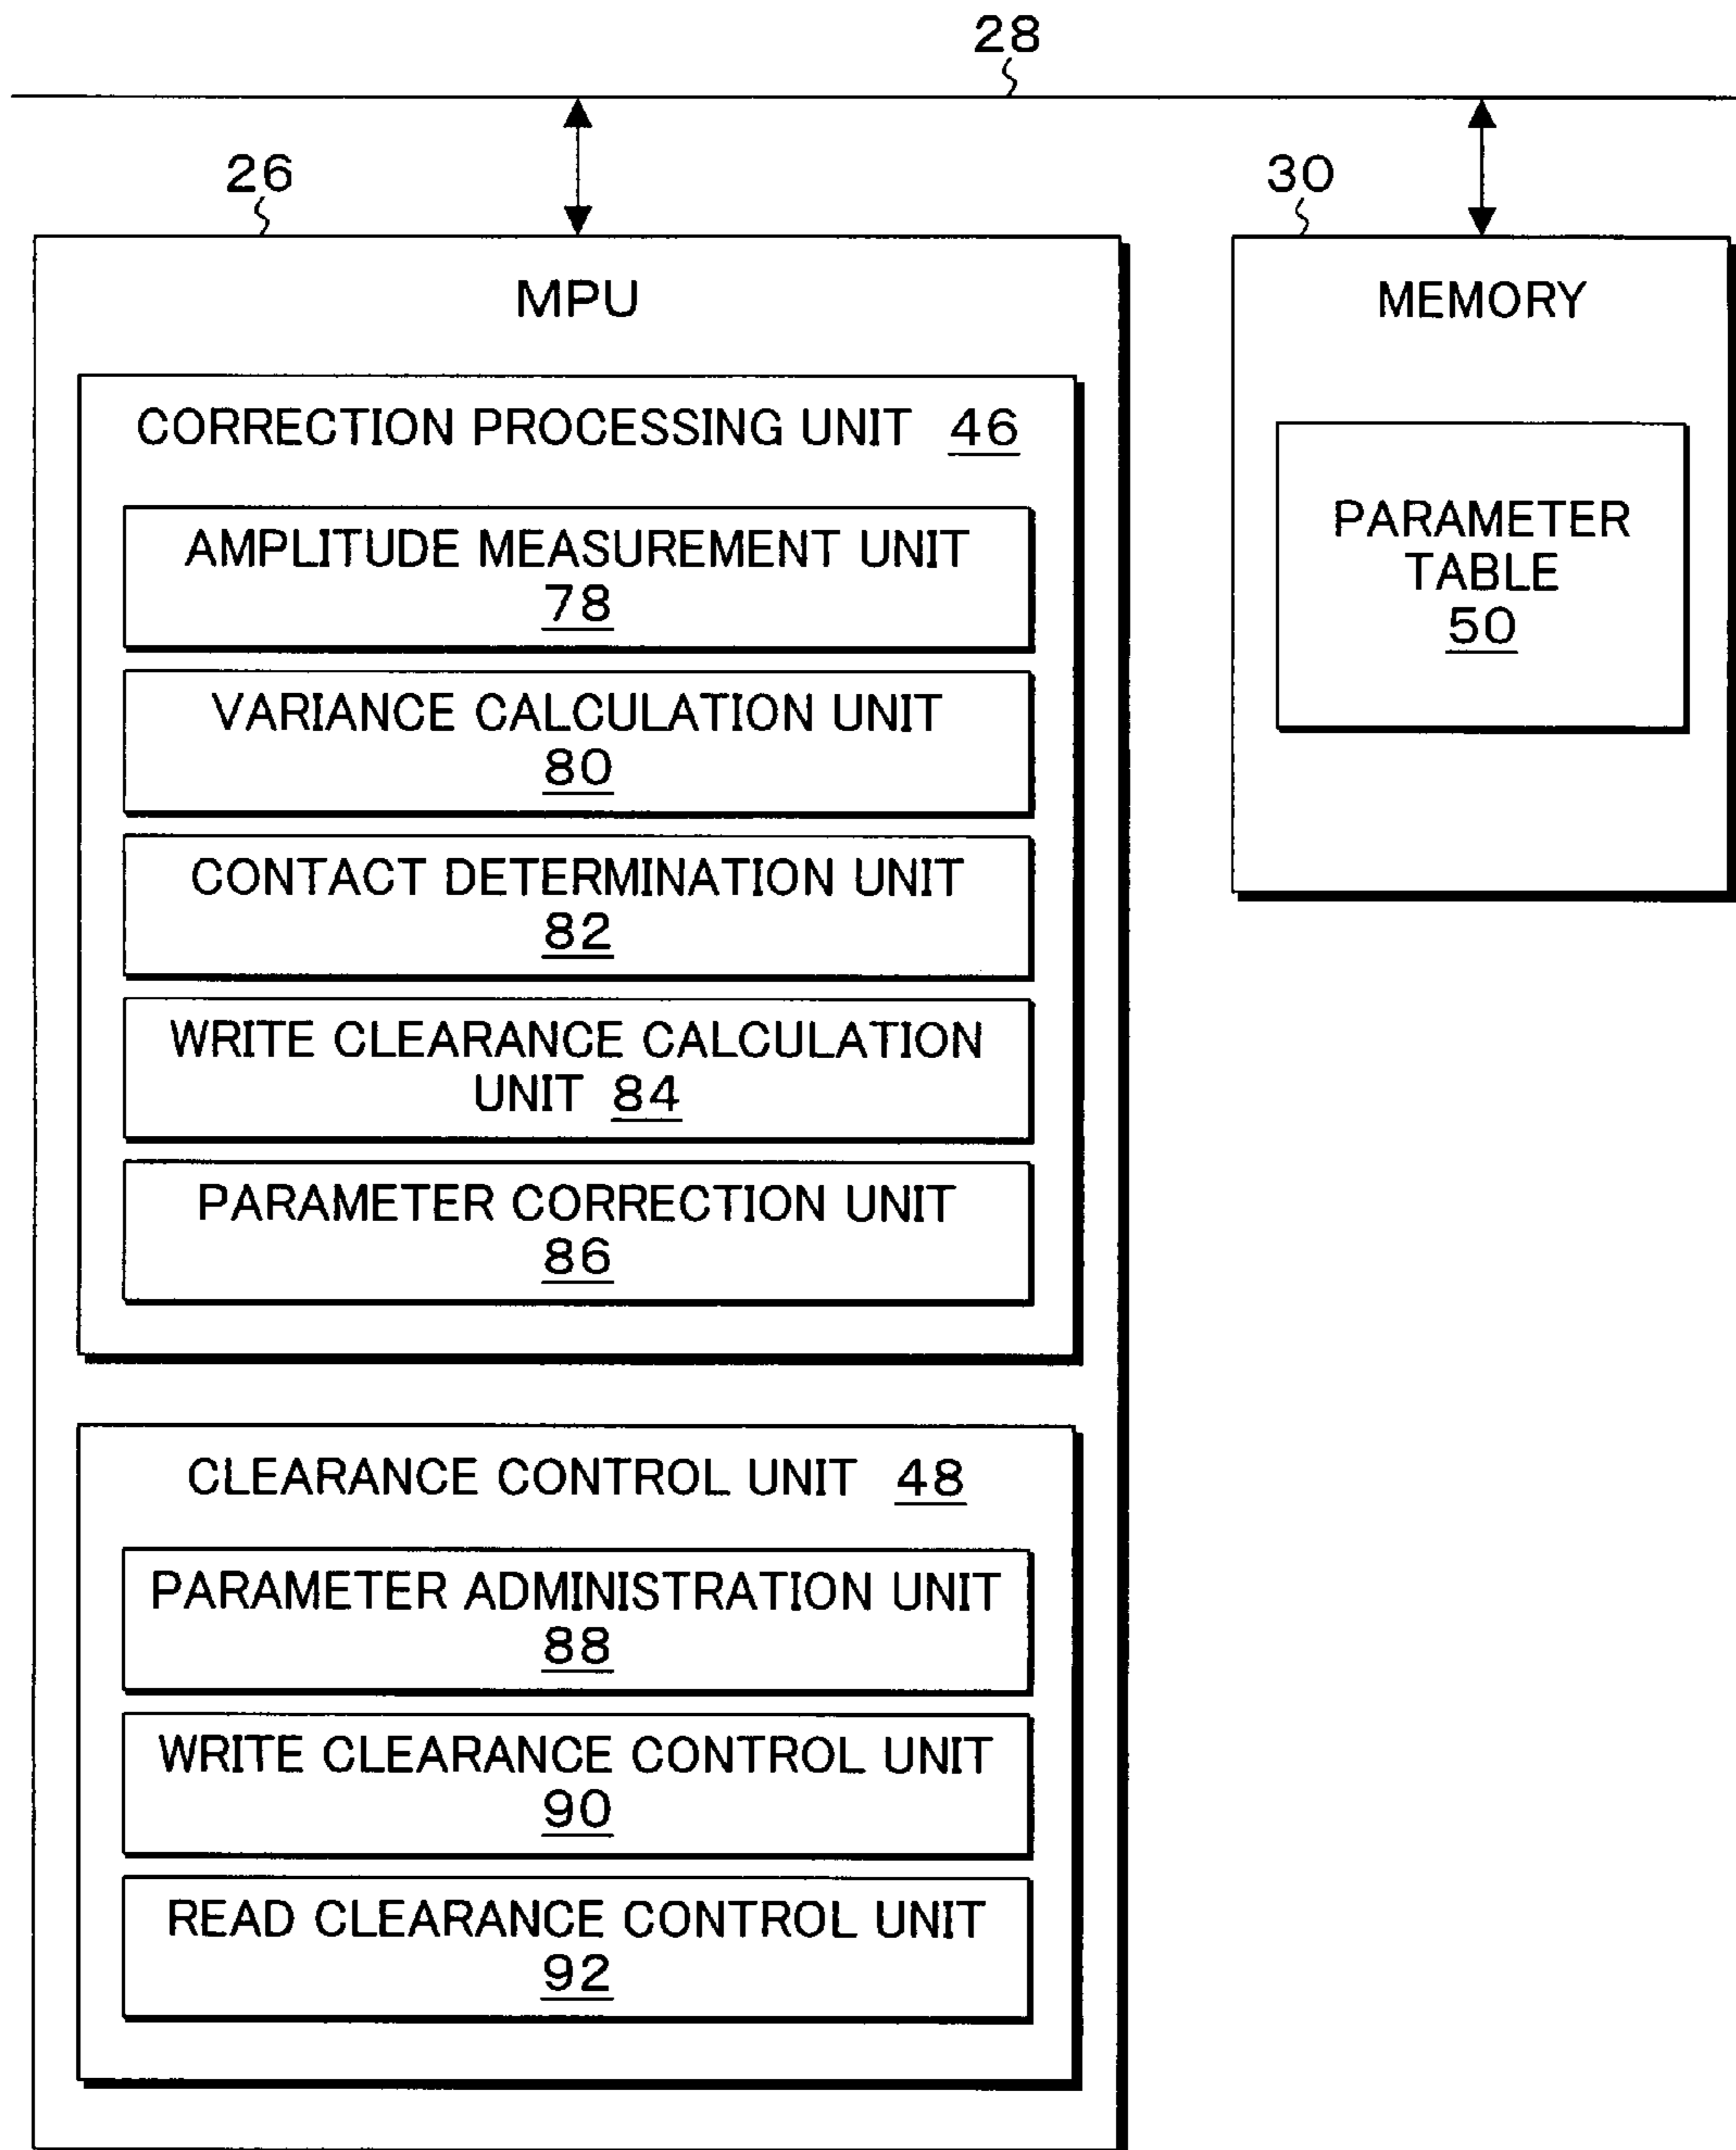 28
26
30
MPU
MEMORY
CORRECTION PROCESSING UNIT 46
AMPLITUDE MEASUREMENT UNIT
78
VARIANCE CALCULATION UNIT
80
CONTACT DETERMINATION UNIT
82
WRITE CLEARANCE CALCULATION
UNIT 84
PARAMETER CORRECTION UNIT
86
PARAMETER
TABLE
50
CLEARANCE CONTROL UNIT 48
PARAMETER ADMINISTRATION UNIT
88
WRITE CLEARANCE CONTROL UNIT
90
READ CLEARANCE CONTROL UNIT
92